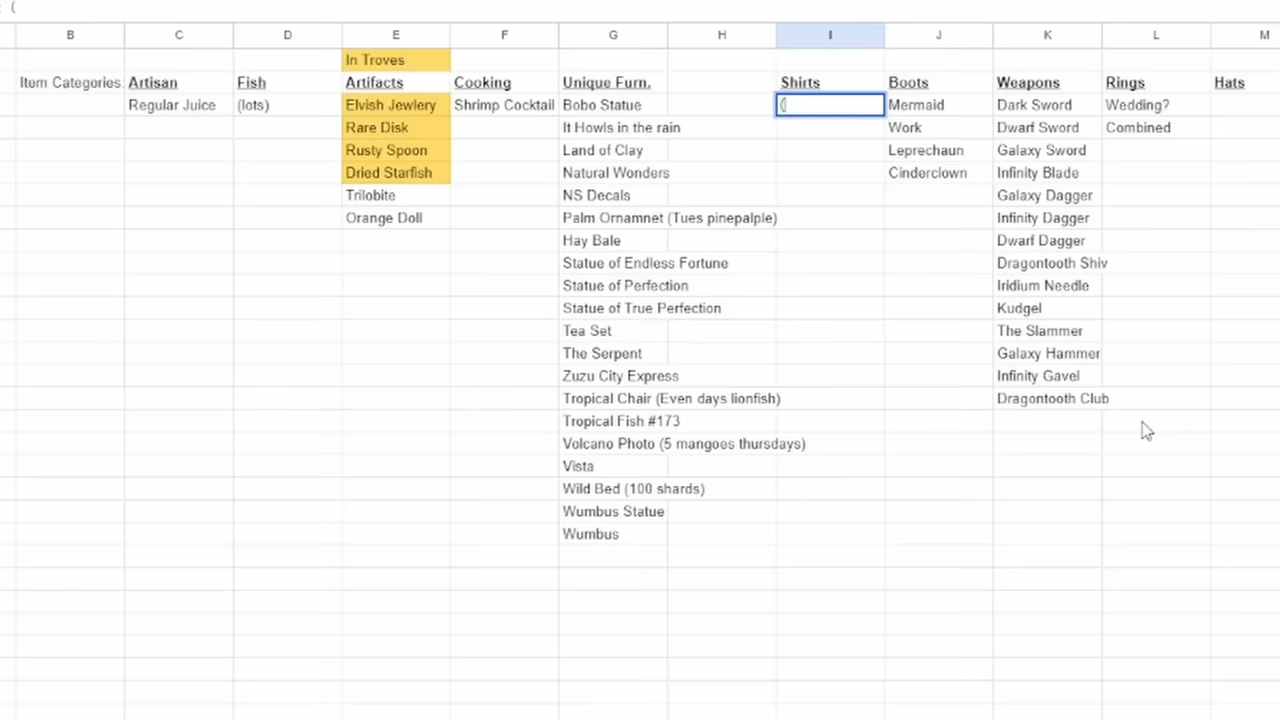 (
B C D E F G H I J K L M
In Troves
Item Categories: Artisan Fish Artifacts Cooking Unique Furn. Shirts Boots Weapons Rings Hats
Regular Juice (lots) Elvish Jewlery Shrimp Cocktail Bobo Statue ( Mermaid Dark Sword Wedding?
Rare Disk It Howls in the rain Work Dwarf Sword Combined
Rusty Spoon Land of Clay Leprechaun Galaxy Sword
Dried Starfish Natural Wonders Cinderclown Infinity Blade
Trilobite NS Decals Galaxy Dagger
Orange Doll Palm Ornamnet (Tues pinepalple) Infinity Dagger
Hay Bale Dwarf Dagger
Statue of Endless Fortune Dragontooth Shiv
Statue of Perfection Iridium Needle
Statue of True Perfection Kudgel
Tea Set The Slammer
The Serpent Galaxy Hammer
Zuzu City Express Infinity Gavel
Tropical Chair (Even days lionfish) Dragontooth Club
Tropical Fish #173
Volcano Photo (5 mangoes thursdays)
Vista
Wild Bed (100 shards)
Wumbus Statue
Wumbus